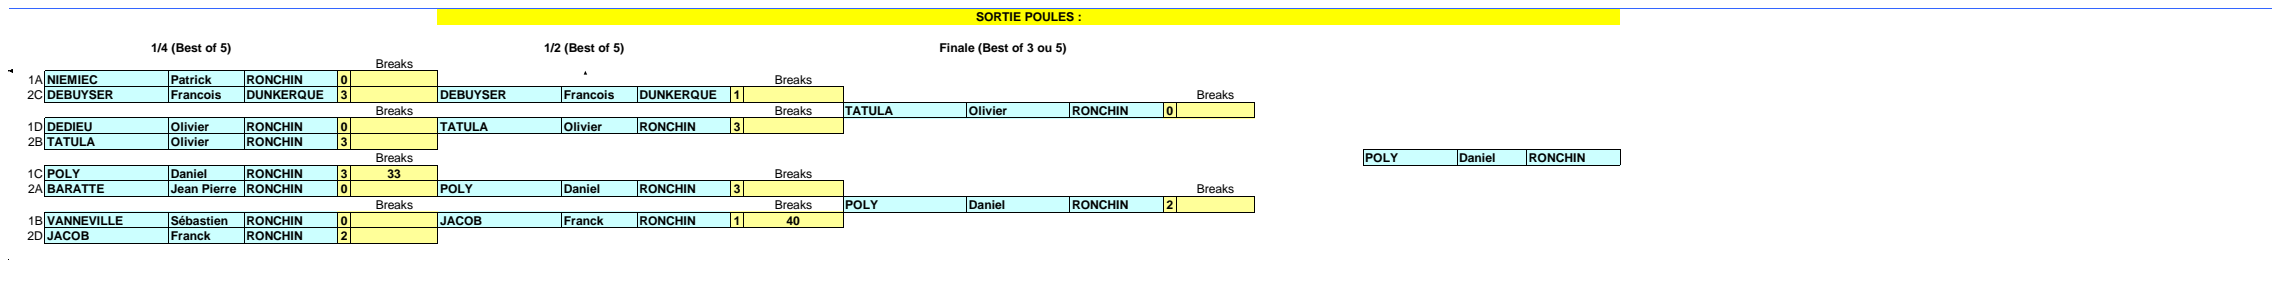 SORTIE POULES :
1/4 (Best of 5) 1/2 (Best of 5) Finale (Best of 3 ou 5)
Breaks
1A NIEMIEC Patrick RONCHIN 0 Breaks
2C DEBUYSER Francois DUNKERQUE 3 DEBUYSER Francois DUNKERQUE 1 Breaks
Breaks Breaks TATULA Olivier RONCHIN 0
1D DEDIEU Olivier RONCHIN 0 TATULA Olivier RONCHIN 3
2B TATULA Olivier RONCHIN 3
Breaks POLY Daniel RONCHIN
1C POLY Daniel RONCHIN 3 33 Breaks
2A BARATTE Jean Pierre RONCHIN 0 POLY Daniel RONCHIN 3 Breaks
Breaks Breaks POLY Daniel RONCHIN 2
1B VANNEVILLE Sébastien RONCHIN 0 JACOB Franck RONCHIN 1 40
2D JACOB Franck RONCHIN 2